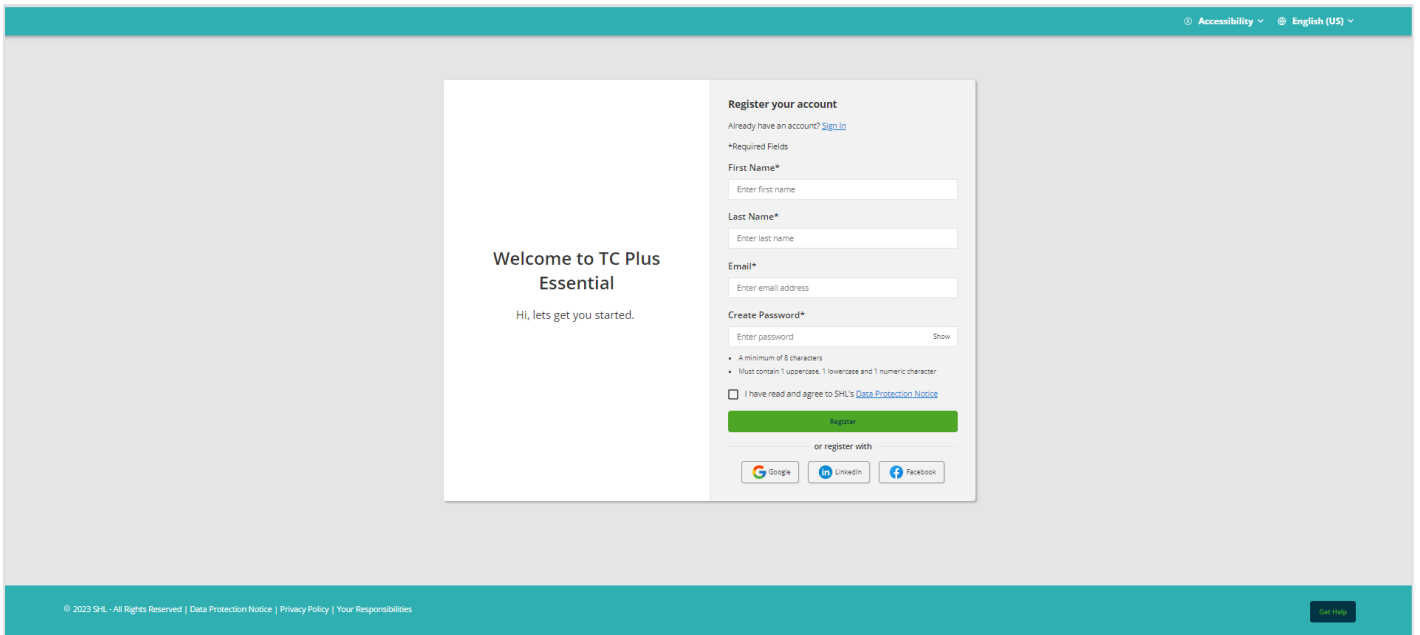 Accessibility
English (US)
Welcome to TC Plus
Essential
Hi, lets get you started.
Register your account
Already have an account? Sign In
*Required Fields
First Name*
Enter first name
Last Name*
Enter last name
Email*
Enter email address
Create Password*
Enter password
Show
• A minimum of 8 characters
• Must contain 1 uppercase, 1 lowercase and 1 numeric character
I have read and agree to SHL's Data Protection Notice
Register
or register with
Google
LinkedIn
Facebook
© 2023 SHL - All Rights Reserved | Data Protection Notice | Privacy Policy | Your Responsibilities
Get Help